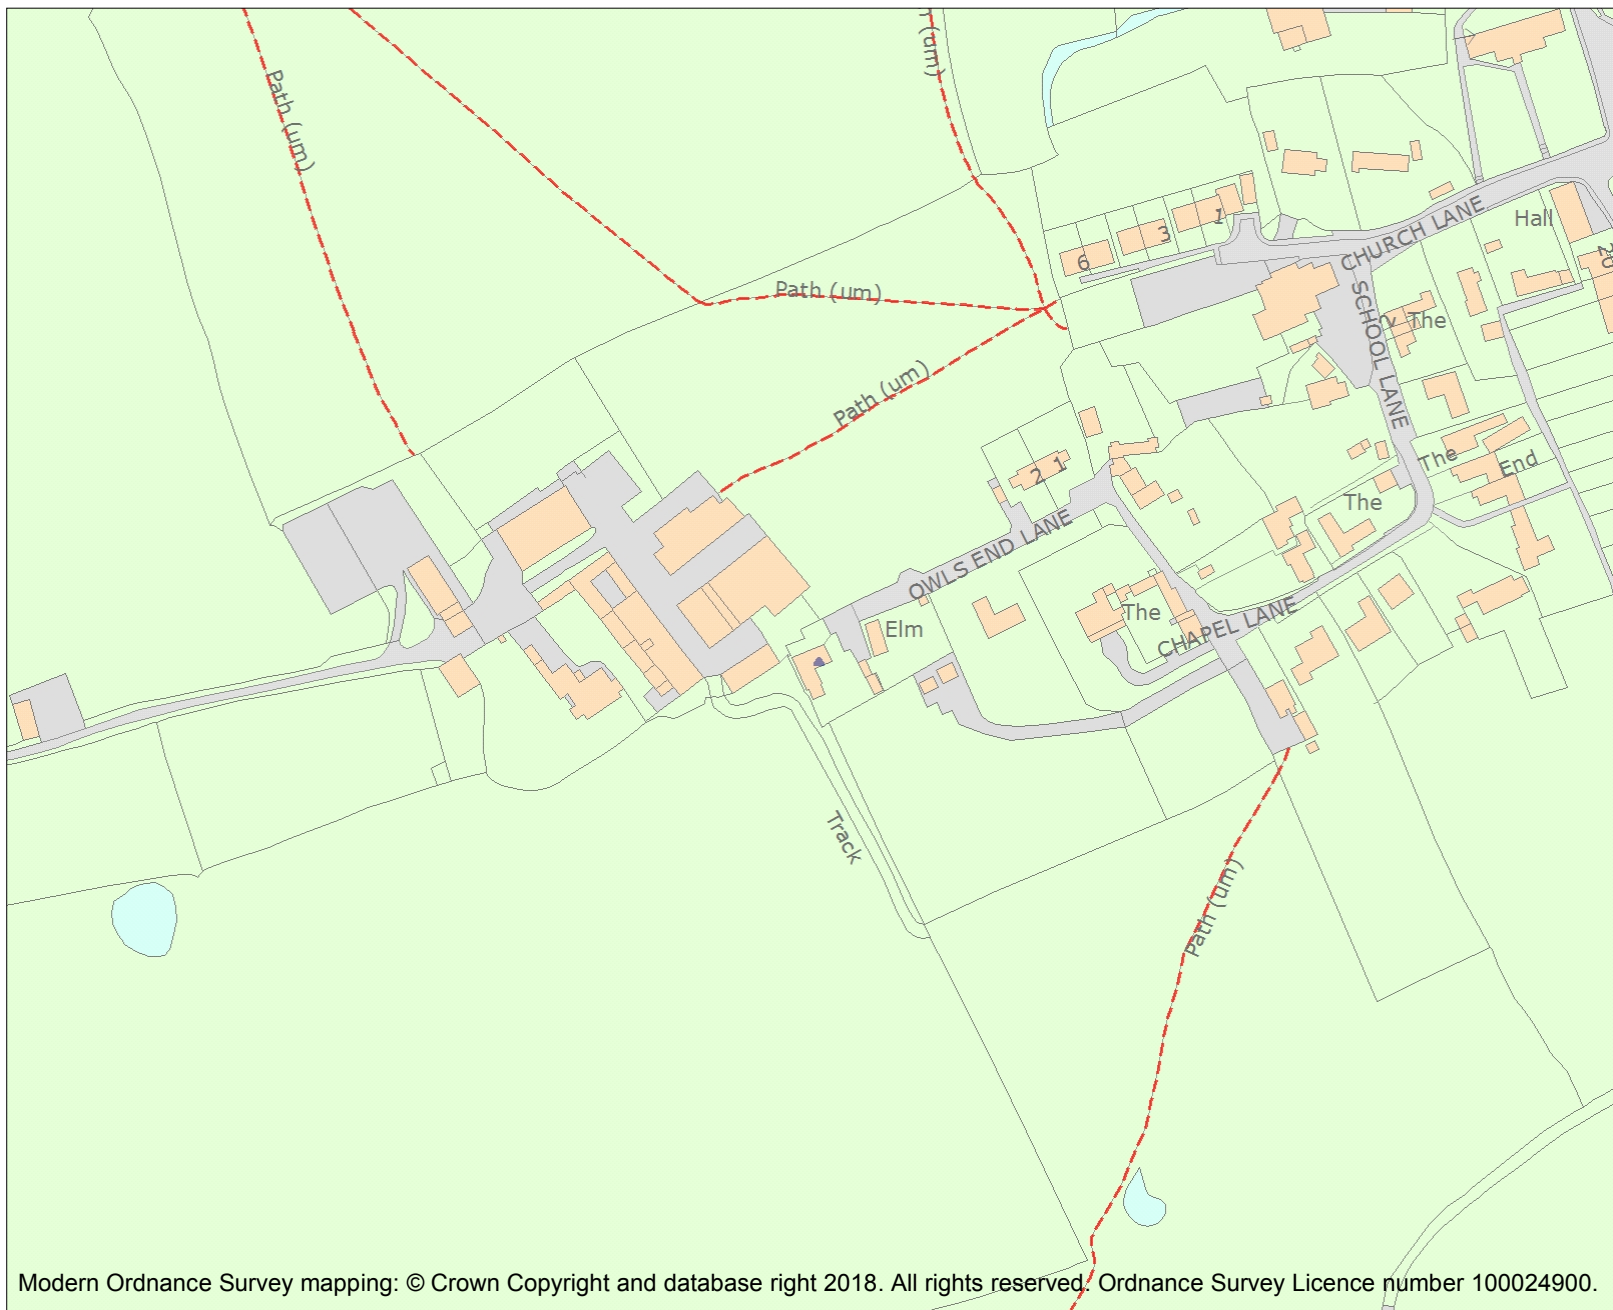 (um)
Path (um)
Hall
1
3
6
CHURCH LANE
20
Path (um)
SCHOOL LANE
The
Path (um)
The
End
2 1
The
OWLS END LANE
The
Elm
CHAPEL LANE
Track
Path (um)
Modern Ordnance Survey mapping: © Crown Copyright and database right 2018. All rights reserved. Ordnance Survey Licence number 100024900.